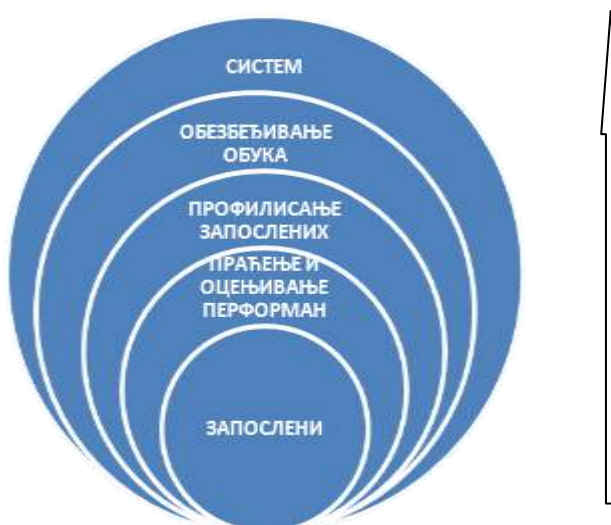 СИСТЕМ
ОБЕЗБЕЂИВАЊЕ
ОБУКА
ПРОФИЛИСАЊЕ
ЗАПОСЛЕНИХ
ПРАЋЕЊЕ И
ОЦЕЊИВАЊЕ
ПЕРФОРМАН
ЗАПОСЛЕНИ